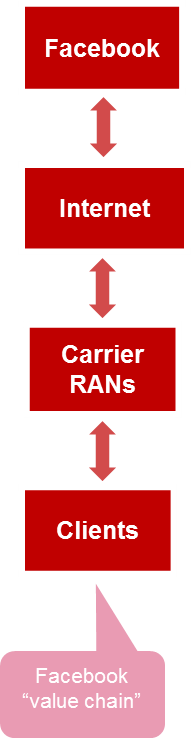 Facebook
Internet
Carrier
RANs
Clients
Facebook
“value chain”